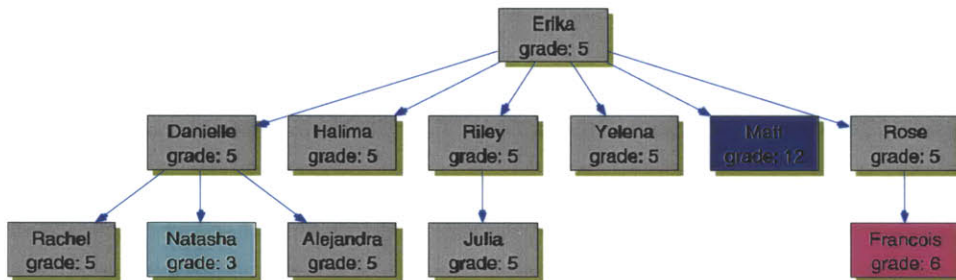 Erika
grade: 5
Danielle
grade: 5
Halima
grade: 5
Riley
grade: 5
Yelena
grade: 5
Matt
grade: 12
Rose
grade: 5
Rachel
grade: 5
Natasha
grade: 3
Alejandra
grade: 5
Julia
grade: 5
Francois
grade: 6